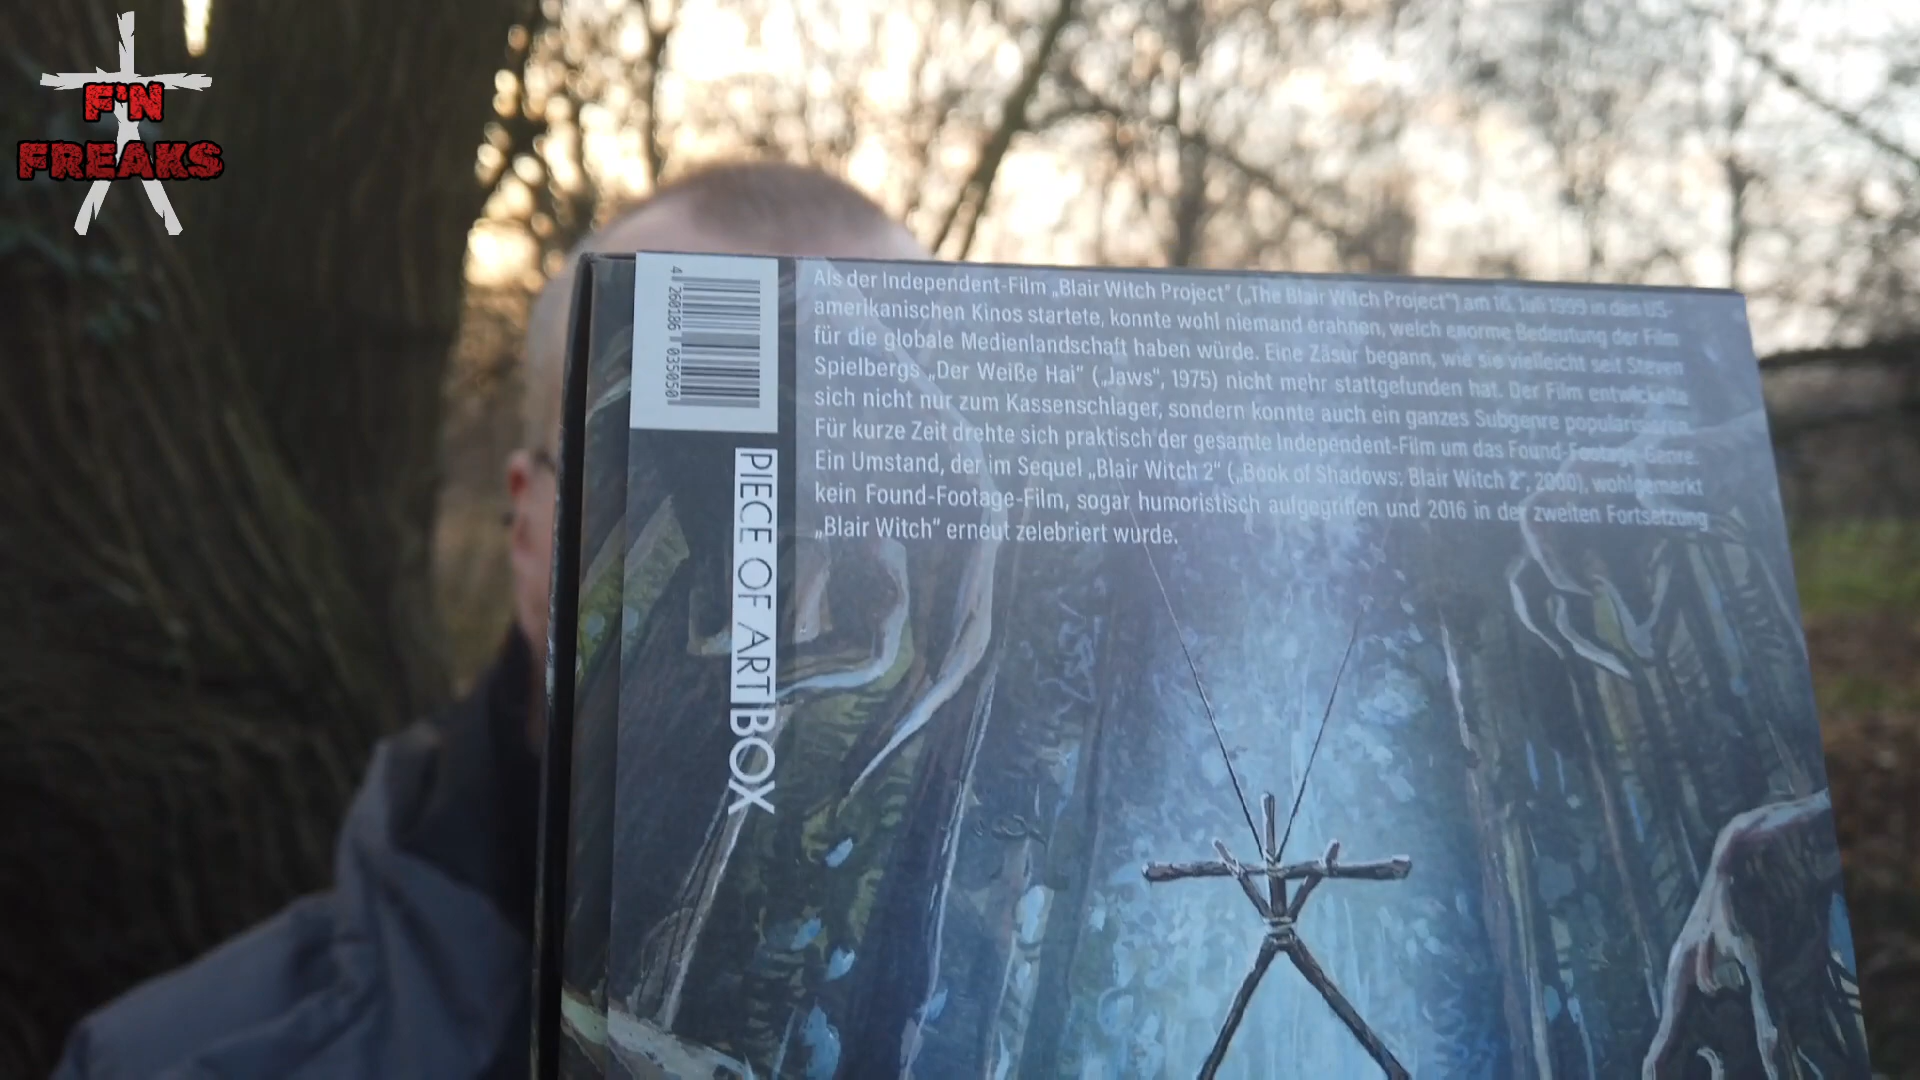 F'N
FREAKS
4 260186 035050
Als der Independent-Film „Blair Witch Project“ („The Blair Witch Project“) am 16. Juli 1999 in den US-
amerikanischen Kinos startete, konnte wohl niemand erahnen, welch enorme Bedeutung der Film
für die globale Medienlandschaft haben würde. Eine Zäsur begann, wie sie vielleicht seit Steven
Spielbergs „Der Weiße Hai“ („Jaws“, 1975) nicht mehr stattgefunden hat. Der Film entwickelte
sich nicht nur zum Kassenschlager, sondern konnte auch ein ganzes Subgenre popularisieren.
Für kurze Zeit drehte sich praktisch der gesamte Independent-Film um das Found-Footage-Genre.
Ein Umstand, der im Sequel „Blair Witch 2“ („Book of Shadows: Blair Witch 2“, 2000), wohlgemerkt
kein Found-Footage-Film, sogar humoristisch aufgegriffen und 2016 in der zweiten Fortsetzung
„Blair Witch“ erneut zelebriert wurde.
PIECE OF ART BOX